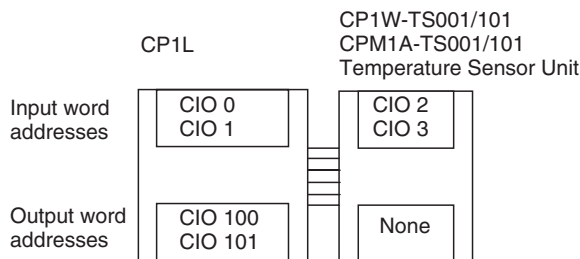 CP1L
CP1W-TS001/101
CPM1A-TS001/101
Temperature Sensor Unit
Input word
addresses
CIO 0
CIO 1
CIO 2
CIO 3
Output word
addresses
CIO 100
CIO 101
None